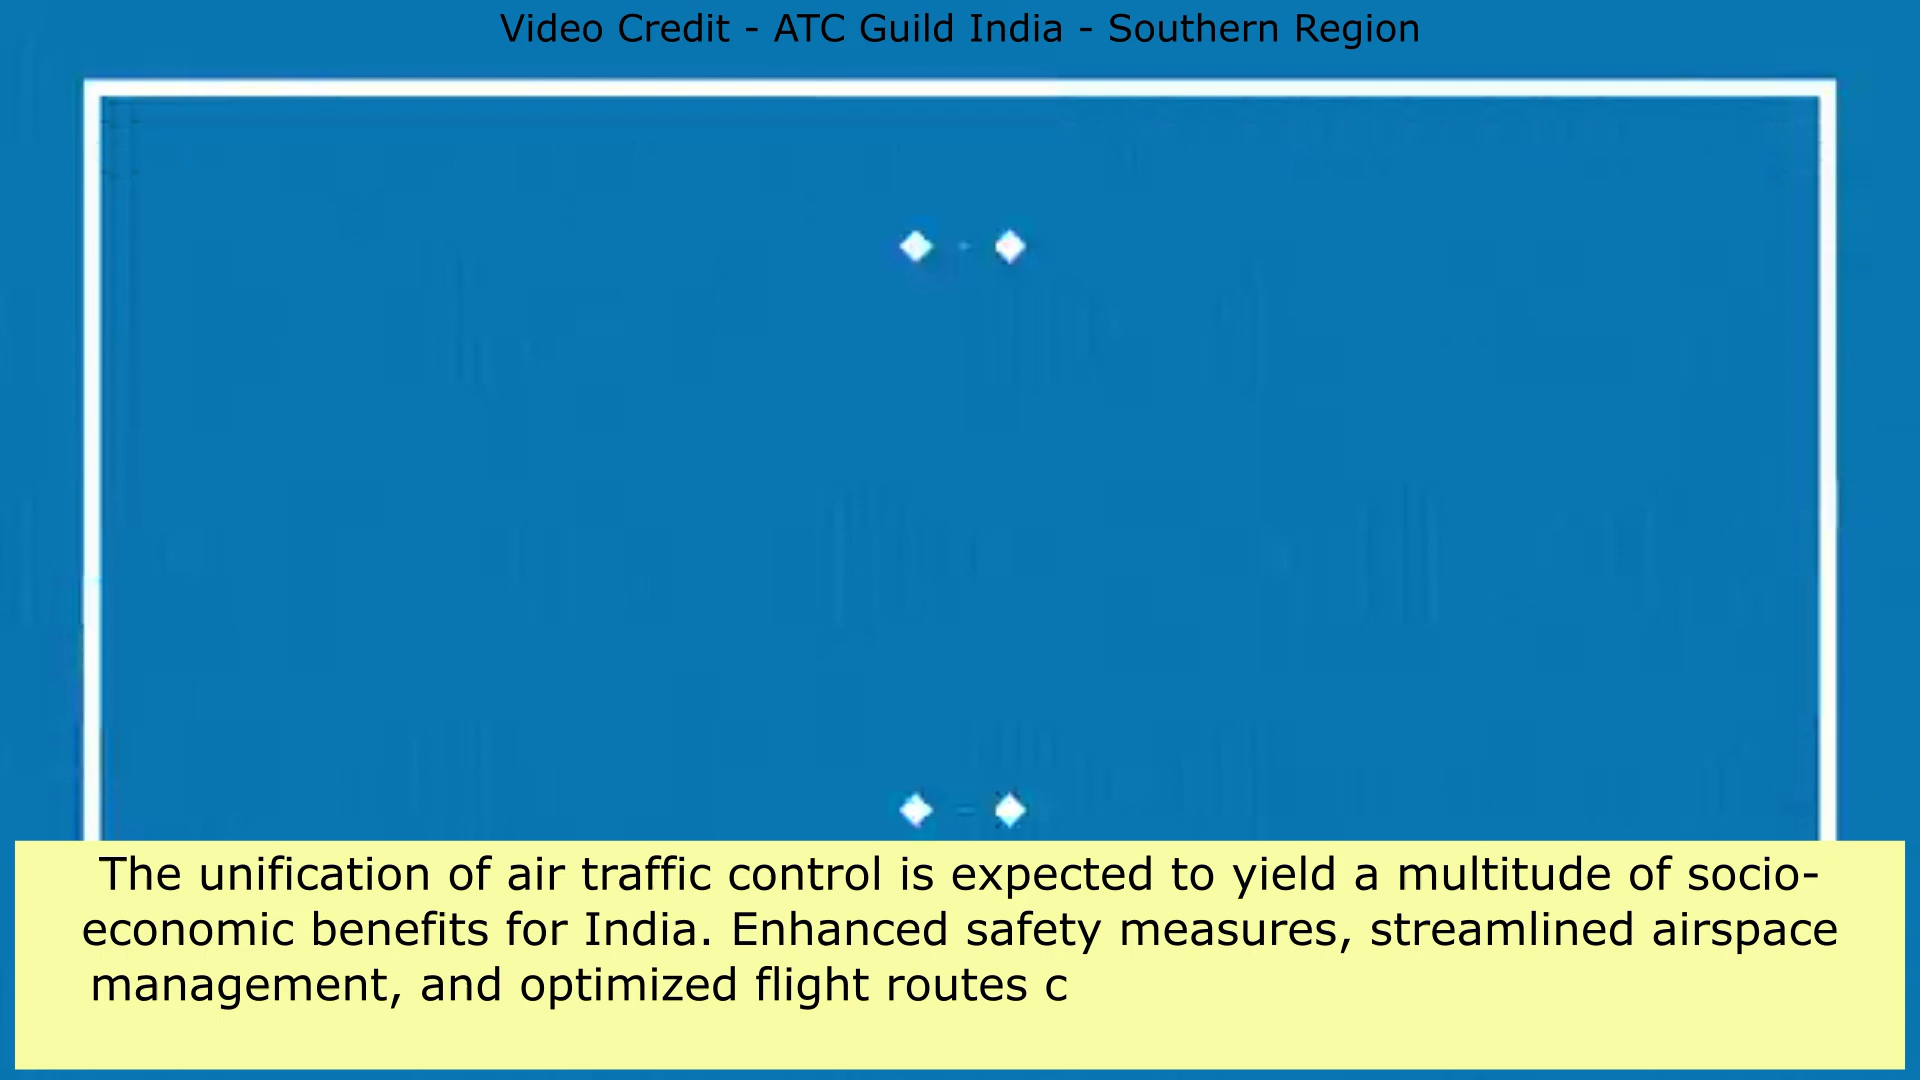 Video Credit - ATC Guild India - Southern Region
The unification of air traffic control is expected to yield a multitude of socio-
economic benefits for India. Enhanced safety measures, streamlined airspace
management, and optimized flight routes c